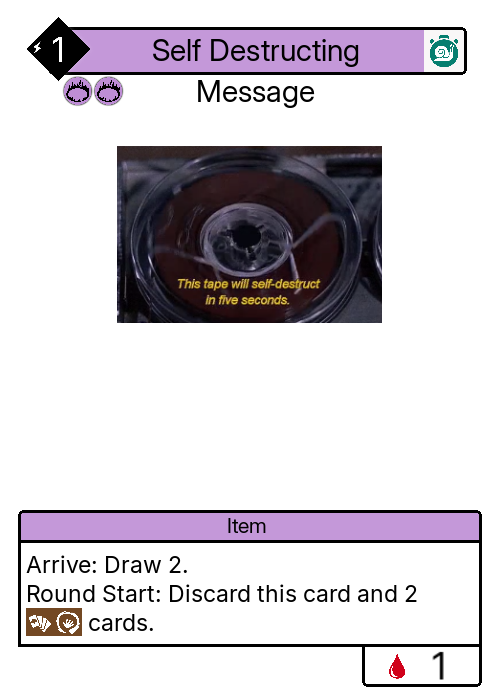 1
Self Destructing
Message
This tape will self-destruct
in five seconds.
Item
Arrive: Draw 2.
Round Start: Discard this card and 2
cards.
1